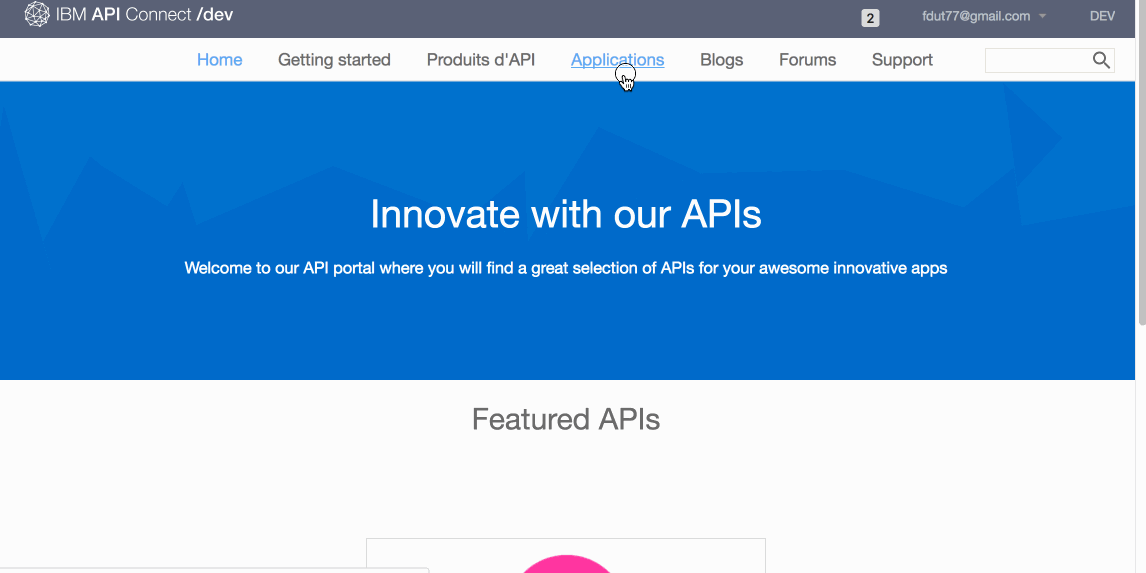 IBM API Connect /dev
2
fdut77@gmail.com
DEV
Home Getting started Produits d'API Applications Blogs Forums Support
Innovate with our APIs
Welcome to our API portal where you will find a great selection of APIs for your awesome innovative apps
Featured APIs